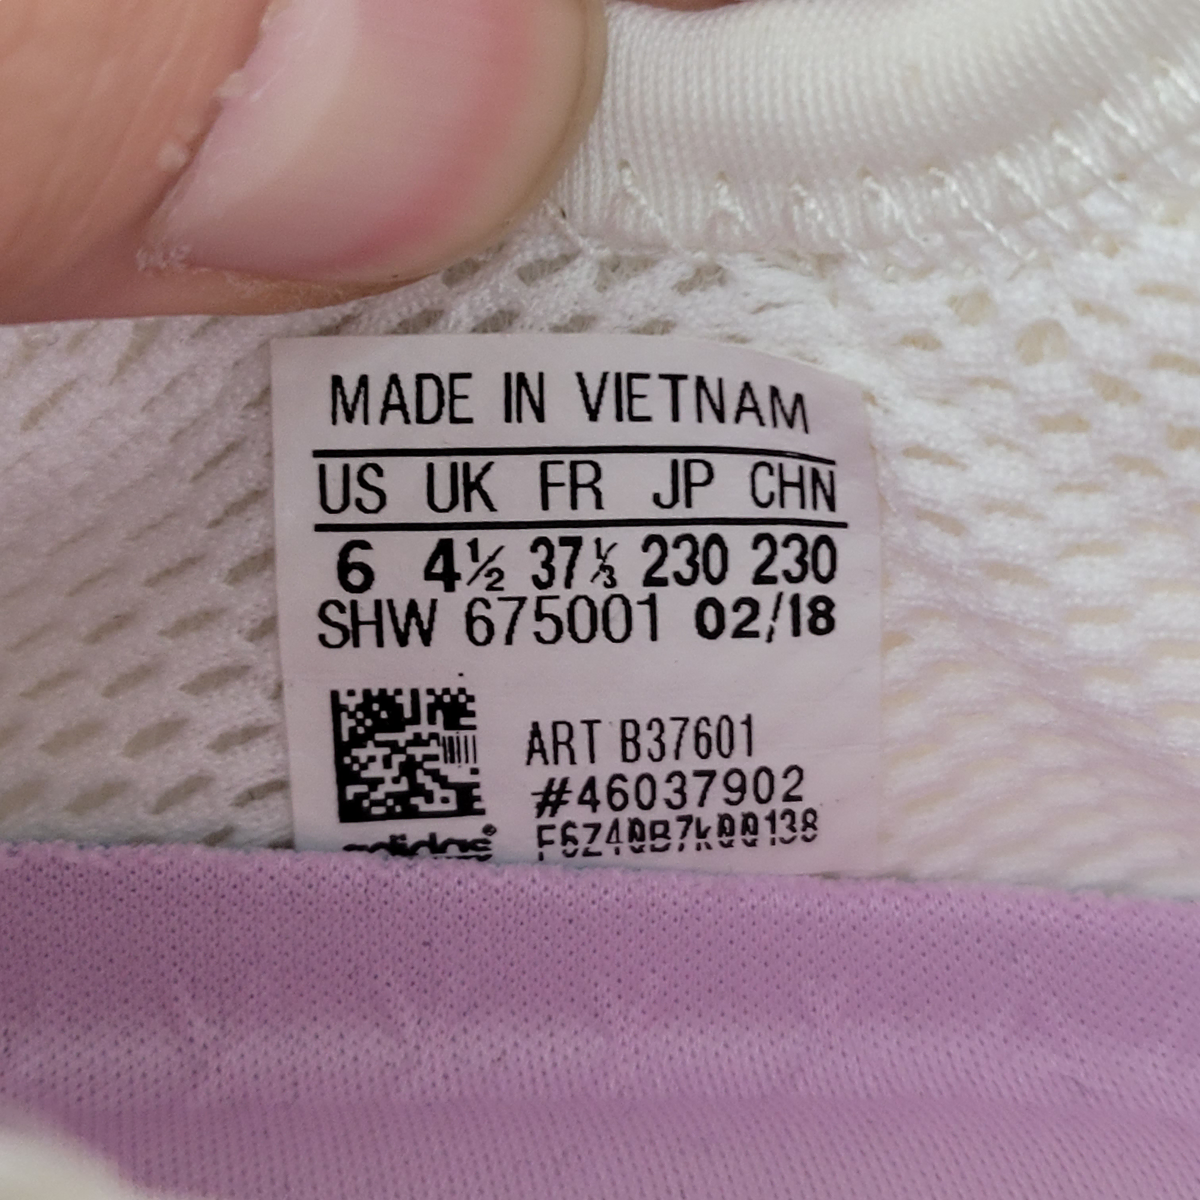 MADE IN VIETNAM
US UK FR JP CHN
6 4½ 37⅓ 230 230
SHW 675001 02/18
ART B37601
#46037902
adidas®